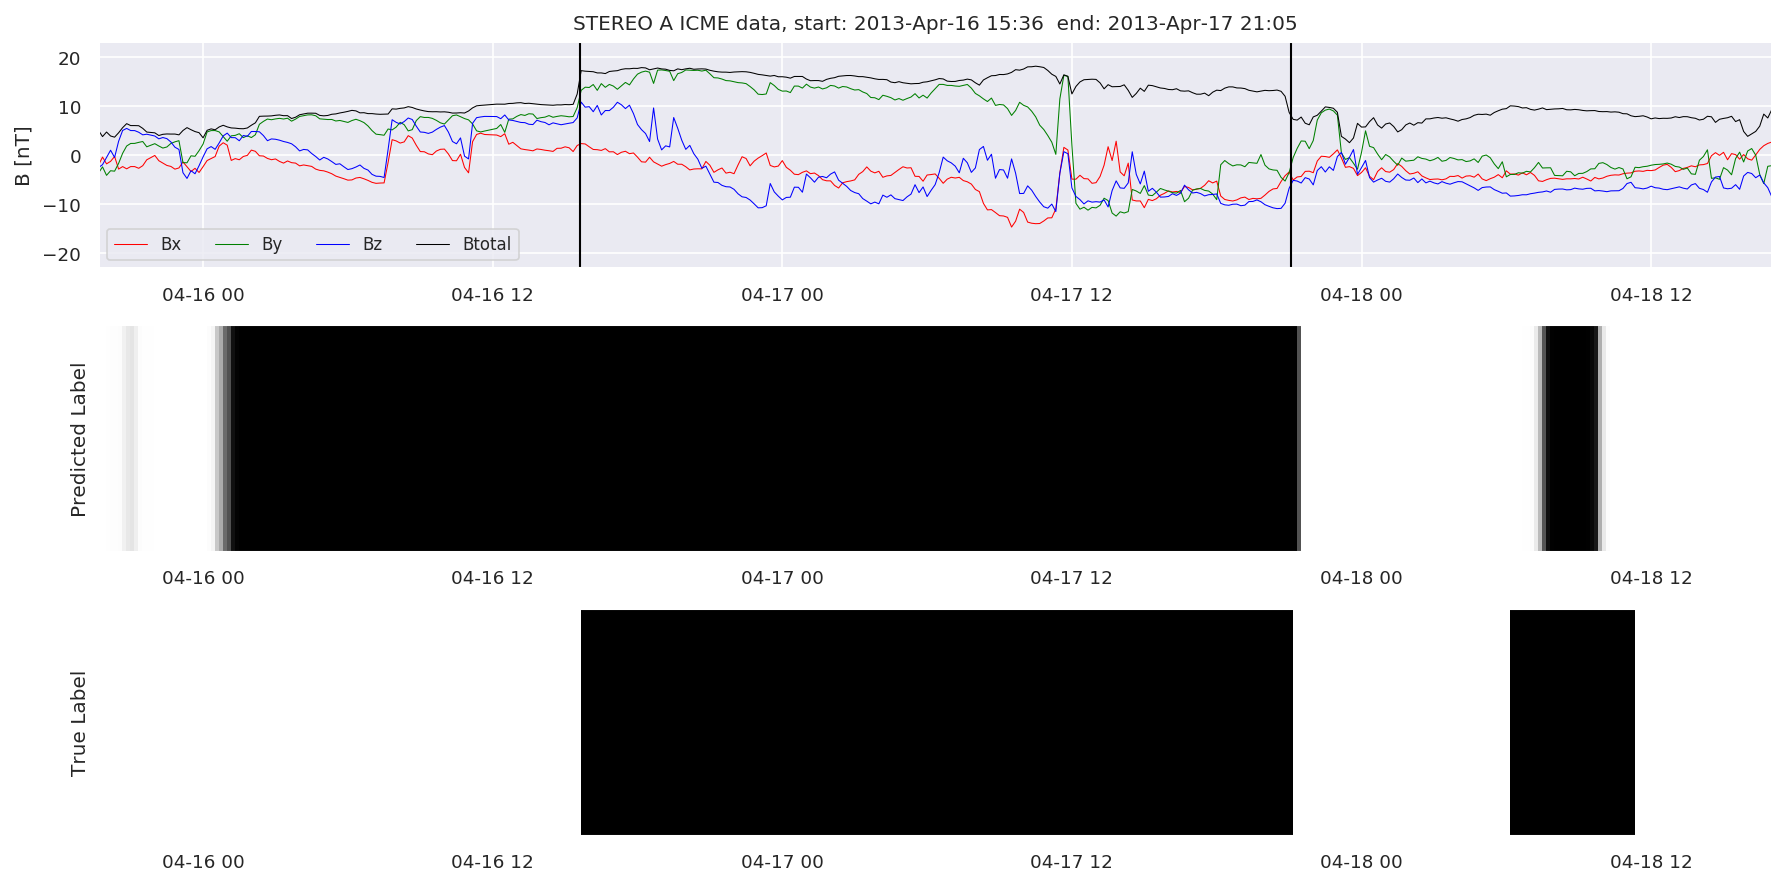 STEREO A ICME data, start: 2013-Apr-16 15:36  end: 2013-Apr-17 21:05
B [nT]
20
10
0
−10
−20
Bx By Bz Btotal
04-16 00 04-16 12 04-17 00 04-17 12 04-18 00 04-18 12
Predicted Label
04-16 00 04-16 12 04-17 00 04-17 12 04-18 00 04-18 12
True Label
04-16 00 04-16 12 04-17 00 04-17 12 04-18 00 04-18 12